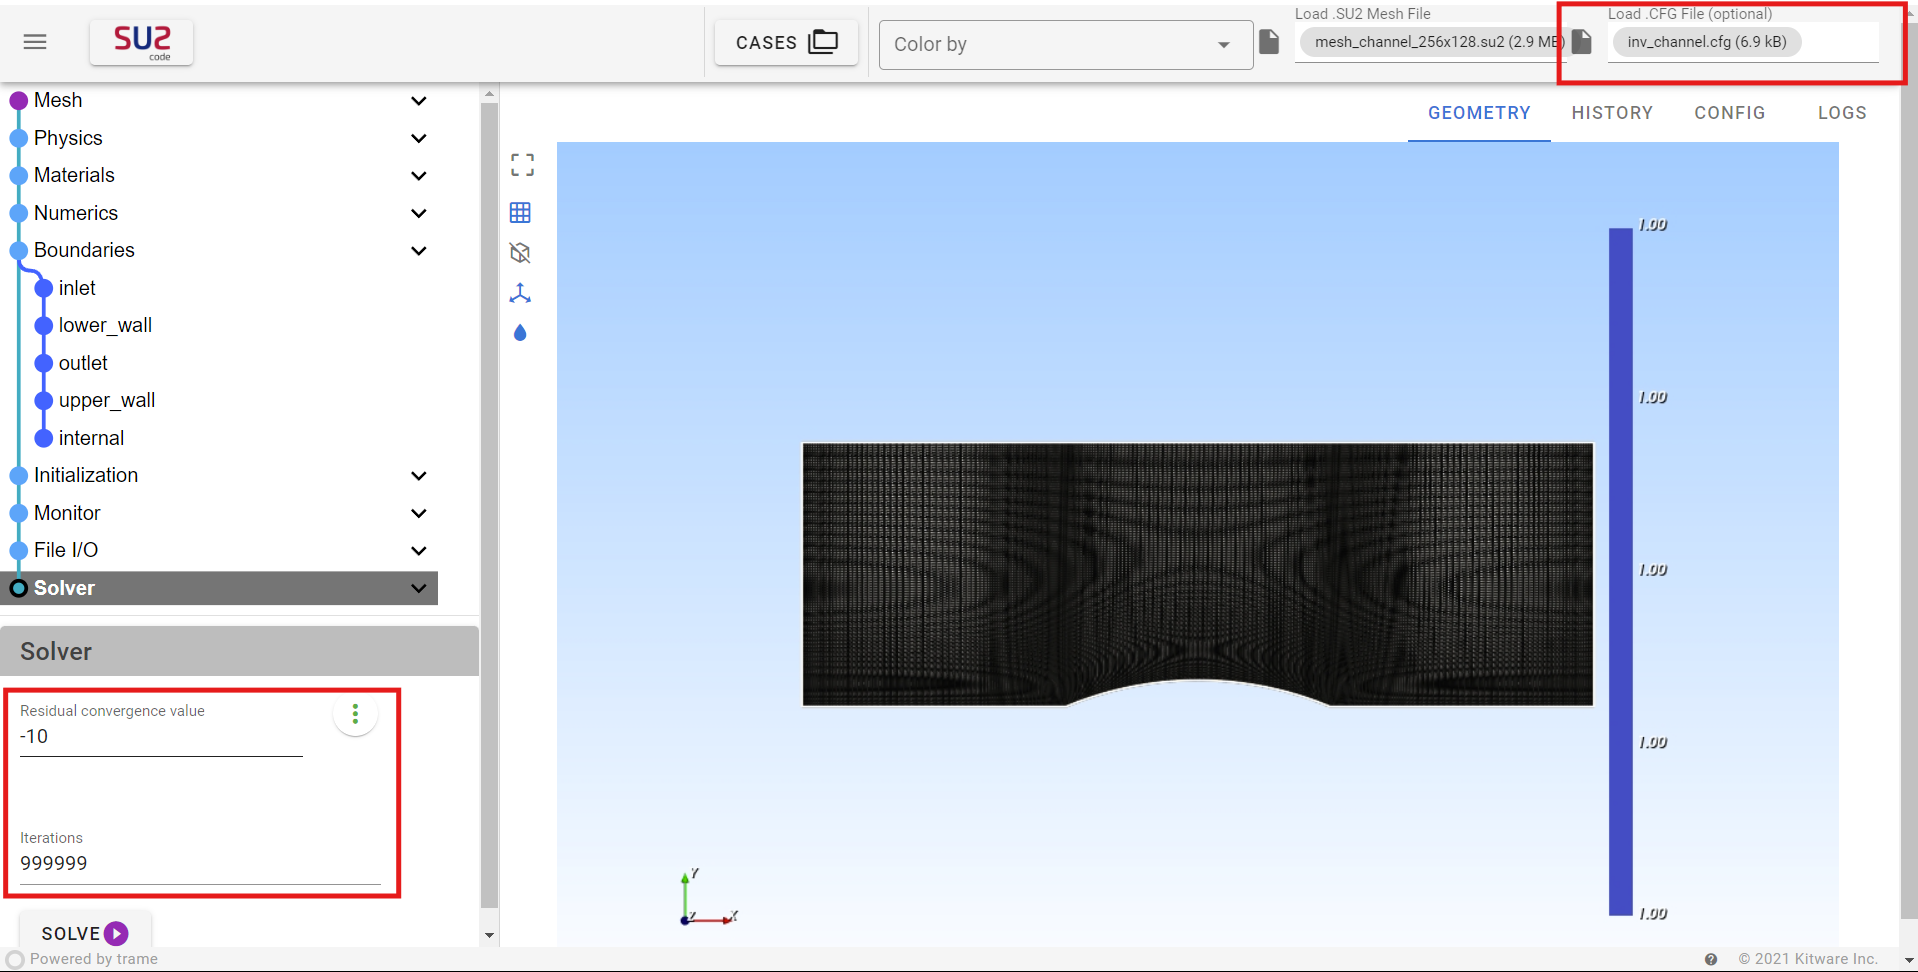 SU2
code
CASES
Color by
Load .SU2 Mesh File
mesh_channel_256x128.su2 (2.9 MB)
Load .CFG File (optional)
inv_channel.cfg (6.9 kB)
GEOMETRY
HISTORY
CONFIG
LOGS
Mesh
Physics
Materials
Numerics
Boundaries
inlet
lower_wall
outlet
upper_wall
internal
Initialization
Monitor
File I/O
Solver
Solver
Residual convergence value
-10
Iterations
999999
SOLVE
1.00
1.00
1.00
1.00
1.00
Y
Z
X
Powered by trame
© 2021 Kitware Inc.